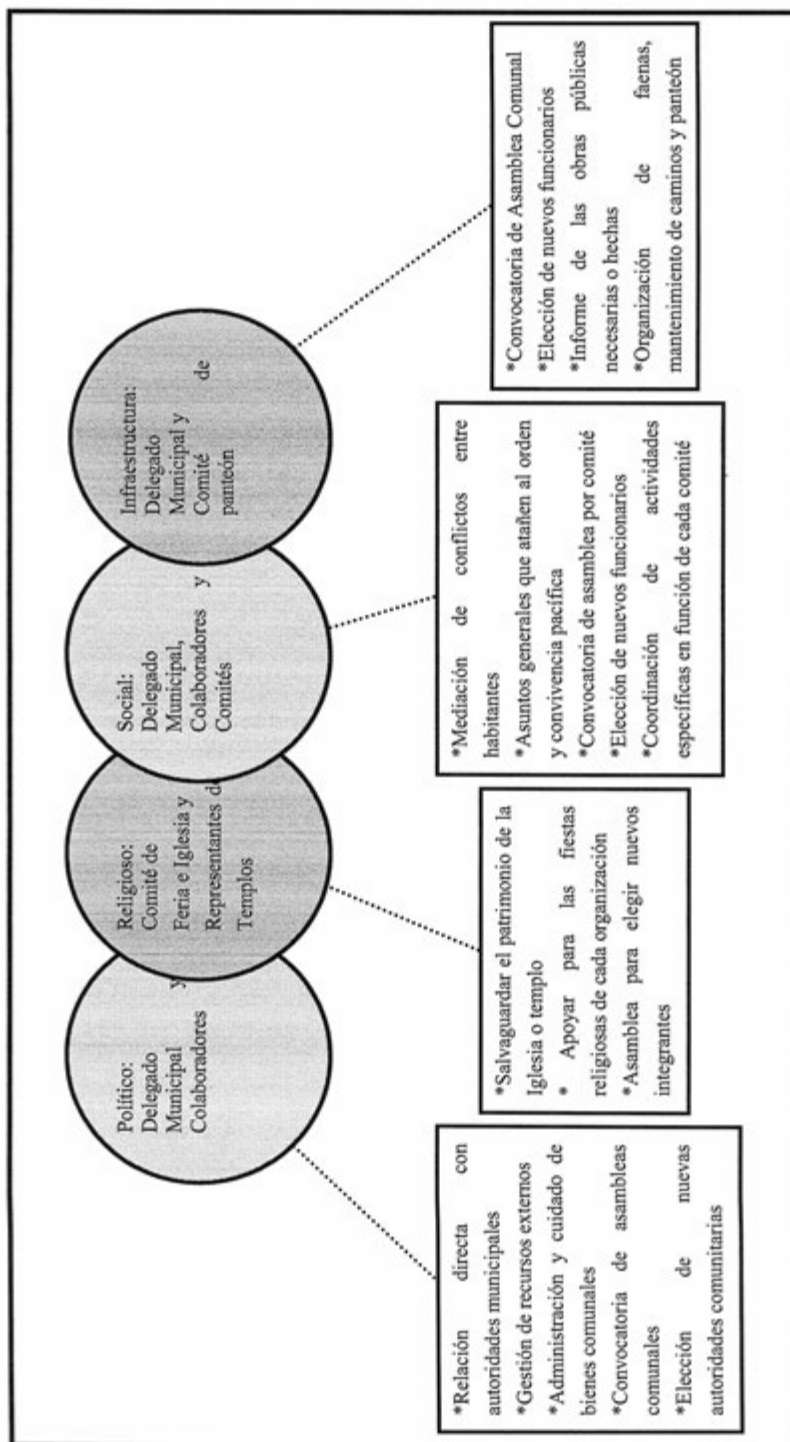 Político:
Delegado
Municipal y
Colaboradores
Religioso:
Comité de
Feria e Iglesia y
Representantes de
Templos
Social:
Delegado
Municipal,
Colaboradores y
Comités
Infraestructura:
Delegado
Municipal y
Comité de
panteón
*Relación directa con
autoridades municipales
*Gestión de recursos externos
*Administración y cuidado de
bienes comunales
*Convocatoria de asambleas
comunales
*Elección de nuevas
autoridades comunitarias
*Salvaguardar el patrimonio de la
Iglesia o templo
* Apoyar para las fiestas
religiosas de cada organización
*Asamblea para elegir nuevos
integrantes
*Mediación de conflictos entre
habitantes
*Asuntos generales que atañen al orden
y convivencia pacífica
*Convocatoria de asamblea por comité
*Elección de nuevos funcionarios
*Coordinación de actividades
específicas en función de cada comité
*Convocatoria de Asamblea Comunal
*Elección de nuevos funcionarios
*Informe de las obras públicas
necesarias o hechas
*Organización de faenas,
mantenimiento de caminos y panteón